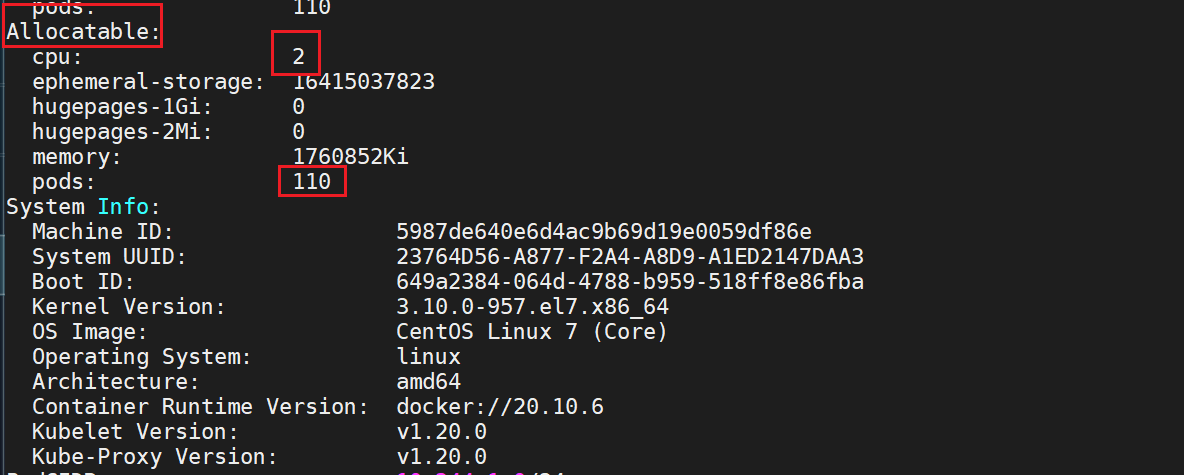 pods: 110
Allocatable:
cpu: 2
ephemeral-storage: 16415037823
hugepages-1Gi: 0
hugepages-2Mi: 0
memory: 1760852Ki
pods: 110
System Info:
Machine ID: 5987de640e6d4ac9b69d19e0059df86e
System UUID: 23764D56-A877-F2A4-A8D9-A1ED2147DAA3
Boot ID: 649a2384-064d-4788-b959-518ff8e86fba
Kernel Version: 3.10.0-957.el7.x86_64
OS Image: CentOS Linux 7 (Core)
Operating System: linux
Architecture: amd64
Container Runtime Version: docker://20.10.6
Kubelet Version: v1.20.0
Kube-Proxy Version: v1.20.0